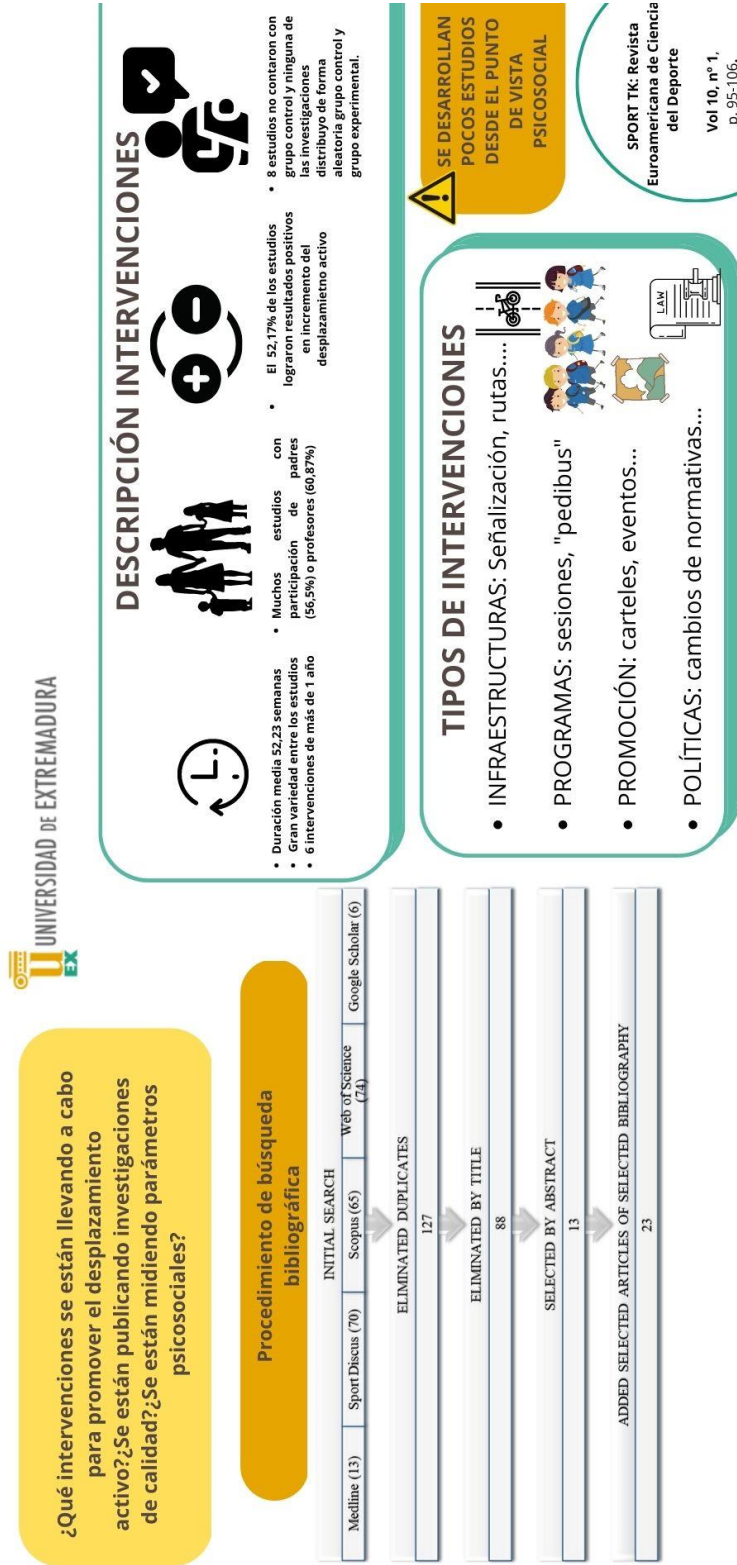 UNIVERSIDAD DE EXTREMADURA
UEX
¿Qué intervenciones se están llevando a cabo
para promover el desplazamiento
activo?¿Se están publicando investigaciones
de calidad?¿Se están midiendo parámetros
psicosociales?
Procedimiento de búsqueda
bibliográfica
INITIAL SEARCH
Medline (13)
Sport Discus (70)
Scopus (65)
Web of Science
(74)
Google Scholar (6)
ELIMINATED DUPLICATES
127
ELIMINATED BY TITLE
88
SELECTED BY ABSTRACT
13
ADDED SELECTED ARTICLES OF SELECTED BIBLIOGRAPHY
23
DESCRIPCIÓN INTERVENCIONES
• Duración media 52,23 semanas
• Gran variedad entre los estudios
• 6 intervenciones de más de 1 año
• Muchos estudios con
participación de padres
(56,5%) o profesores (60,87%)
• El 52,17% de los estudios
lograron resultados positivos
en incremento del
desplazamietno activo
• 8 estudios no contaron con
grupo control y ninguna de
las investigaciones
distribuyo de forma
aleatoria grupo control y
grupo experimental.
TIPOS DE INTERVENCIONES
• INFRAESTRUCTURAS: Señalización, rutas....
• PROGRAMAS: sesiones, "pedibus"
• PROMOCIÓN: carteles, eventos...
• POLÍTICAS: cambios de normativas...
LAW
SE DESARROLLAN
POCOS ESTUDIOS
DESDE EL PUNTO
DE VISTA
PSICOSOCIAL
SPORT TK: Revista
Euroamericana de Ciencia
del Deporte
Vol 10, nº 1,
p. 95-106.